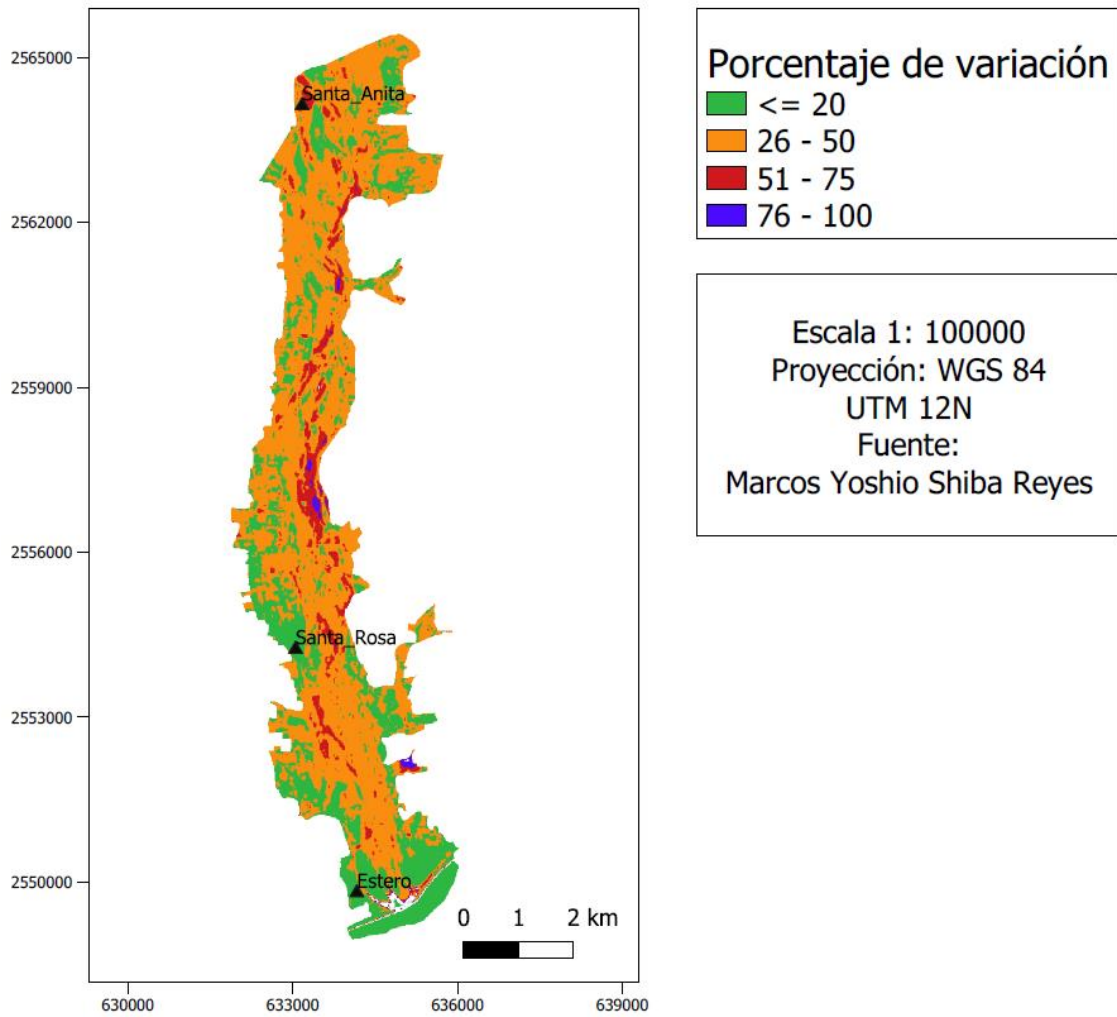 2565000
2562000
2559000
2556000
2553000
2550000
630000
633000
636000
639000
Santa_Anita
Santa_Rosa
Estero
0 1 2 km
Porcentaje de variación
<= 20
26 - 50
51 - 75
76 - 100
Escala 1: 100000
Proyección: WGS 84
UTM 12N
Fuente:
Marcos Yoshio Shiba Reyes